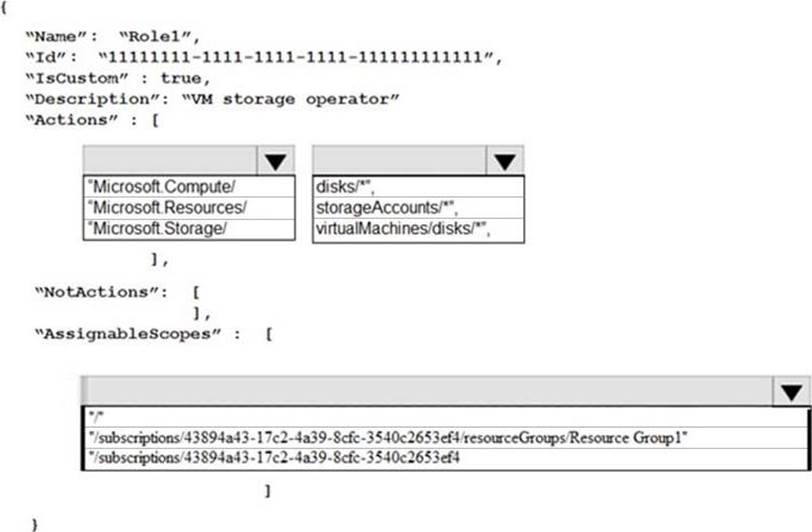 {
"Name": "Role1",
"Id": "11111111-1111-1111-1111-111111111111",
"IsCustom" : true,
"Description": "VM storage operator"
"Actions" : [
"Microsoft.Compute/
"Microsoft.Resources/
"Microsoft.Storage/
disks/*",
storageAccounts/*",
virtualMachines/disks/*",
],
"NotActions": [
],
"AssignableScopes" : [
"/"
"/subscriptions/43894a43-17c2-4a39-8cfc-3540c2653ef4/resourceGroups/Resource Group1"
"/subscriptions/43894a43-17c2-4a39-8cfc-3540c2653ef4
]
}